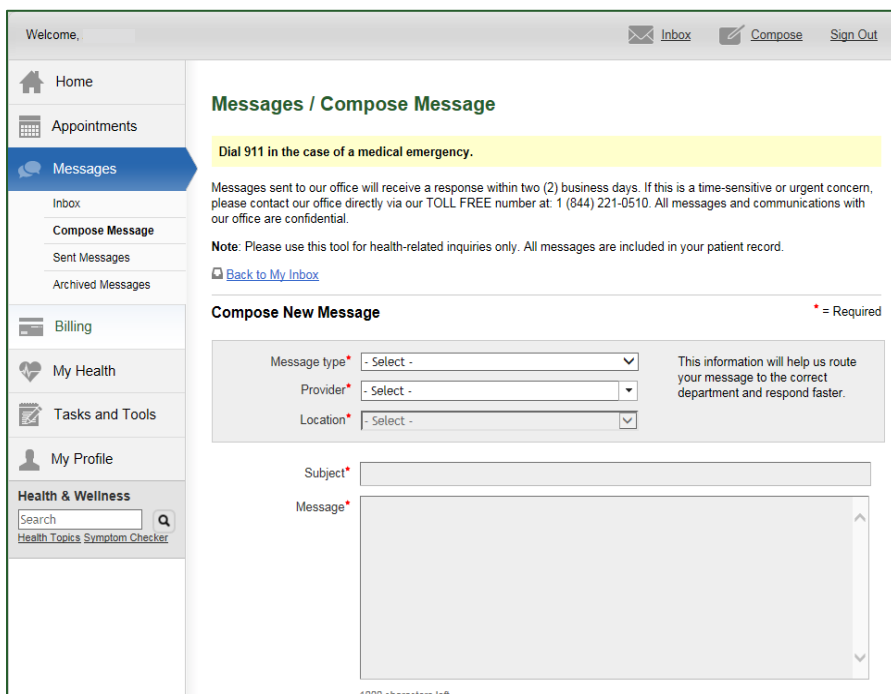 Welcome,
Inbox
Compose
Sign Out
Home
Appointments
Messages
Inbox
Compose Message
Sent Messages
Archived Messages
Billing
My Health
Tasks and Tools
My Profile
Health & Wellness
Search
Health Topics Symptom Checker
Messages / Compose Message
Dial 911 in the case of a medical emergency.
Messages sent to our office will receive a response within two (2) business days. If this is a time-sensitive or urgent concern,
please contact our office directly via our TOLL FREE number at: 1 (844) 221-0510. All messages and communications with
our office are confidential.
Note: Please use this tool for health-related inquiries only. All messages are included in your patient record.
Back to My Inbox
Compose New Message
* = Required
Message type* - Select -
Provider* - Select -
Location* - Select -
This information will help us route
your message to the correct
department and respond faster.
Subject*
Message*
characters left